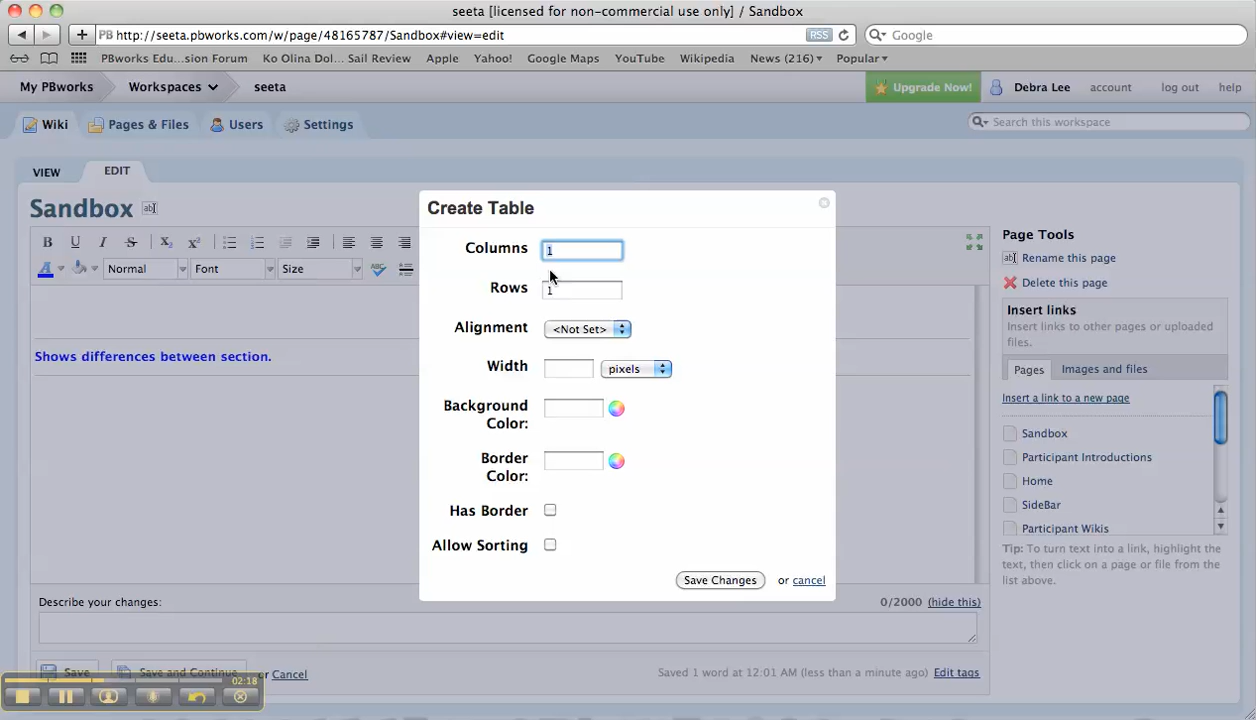 seeta [licensed for non-commercial use only] / Sandbox
PB http://seeta.pbworks.com/w/page/48165787/Sandbox#view=edit RSS Google
PBworks Edu...sion Forum Ko Olina Dol... Sail Review Apple Yahoo! Google Maps YouTube Wikipedia News (216) Popular
My PBworks Workspaces seeta Upgrade Now! Debra Lee account log out help
Wiki Pages & Files Users Settings Search this workspace
VIEW EDIT
Sandbox ab
B U I S X2 X2
A Normal Font Size ABC
Shows differences between section.
Describe your changes: 0/2000 (hide this)
Save Save and Continue or Cancel Saved 1 word at 12:01 AM (less than a minute ago) Edit tags
02:18
Create Table
Columns 1
Rows 1
Alignment <Not Set>
Width pixels
Background
Color:
Border
Color:
Has Border
Allow Sorting
Save Changes or cancel
Page Tools
ab Rename this page
Delete this page
Insert links
Insert links to other pages or uploaded
files.
Pages Images and files
Insert a link to a new page
Sandbox
Participant Introductions
Home
SideBar
Participant Wikis
Tip: To turn text into a link, highlight the
text, then click on a page or file from the
list above.